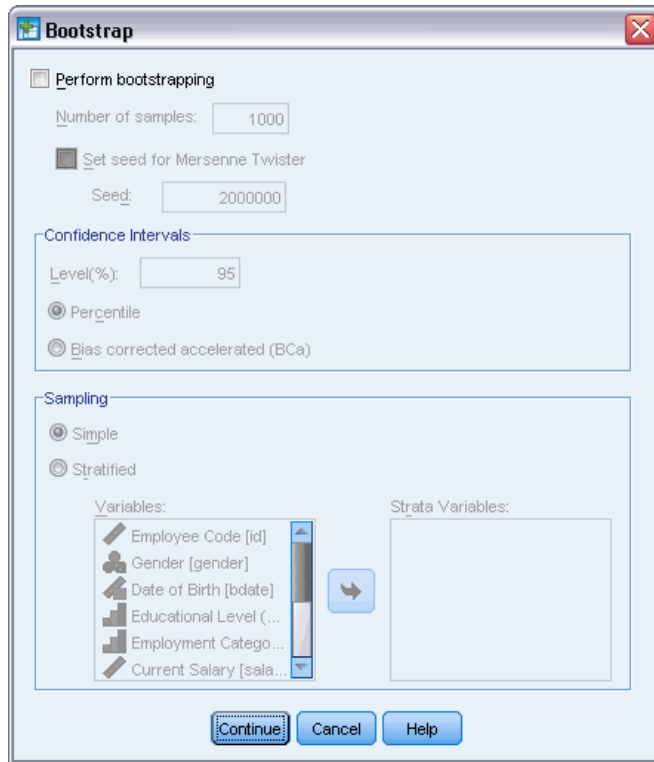 Bootstrap
Perform bootstrapping
Number of samples: 1000
Set seed for Mersenne Twister
Seed: 2000000
Confidence Intervals
Level(%): 95
Percentile
Bias corrected accelerated (BCa)
Sampling
Simple
Stratified
Variables:
Strata Variables:
Employee Code [id]
Gender [gender]
Date of Birth [bdate]
Educational Level (...
Employment Catego...
Current Salary [sala...
Continue Cancel Help